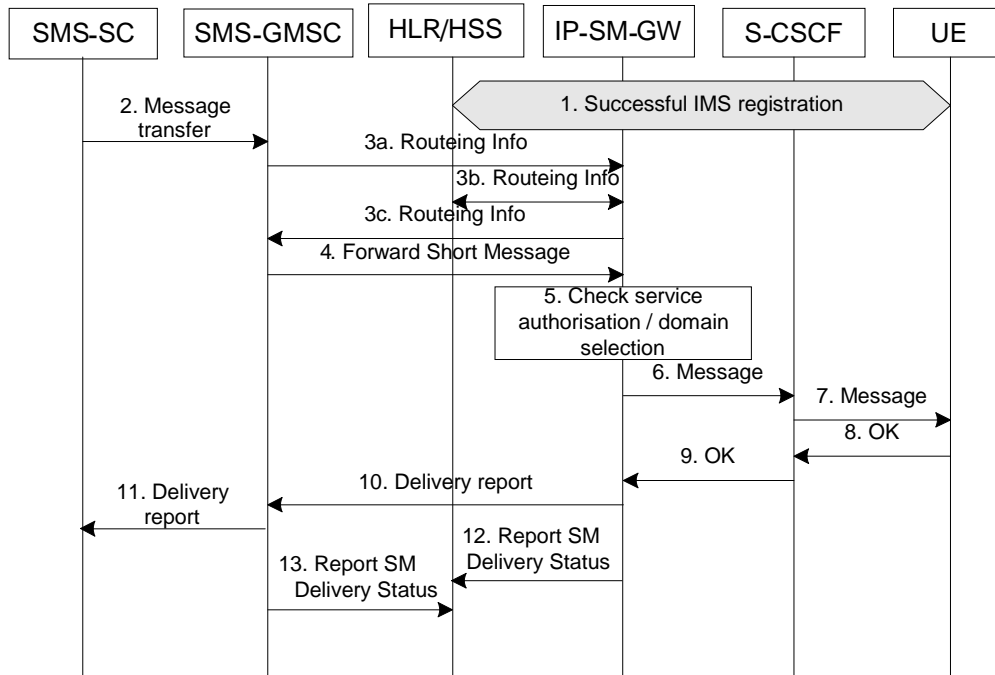 SMS-SC
SMS-GMSC
HLR/HSS
IP-SM-GW
S-CSCF
UE
1. Successful IMS registration
2. Message
transfer
3a. Routeing Info
3b. Routeing Info
3c. Routeing Info
4. Forward Short Message
5. Check service
authorisation / domain
selection
6. Message
7. Message
8. OK
9. OK
10. Delivery report
11. Delivery
report
12. Report SM
Delivery Status
13. Report SM
Delivery Status